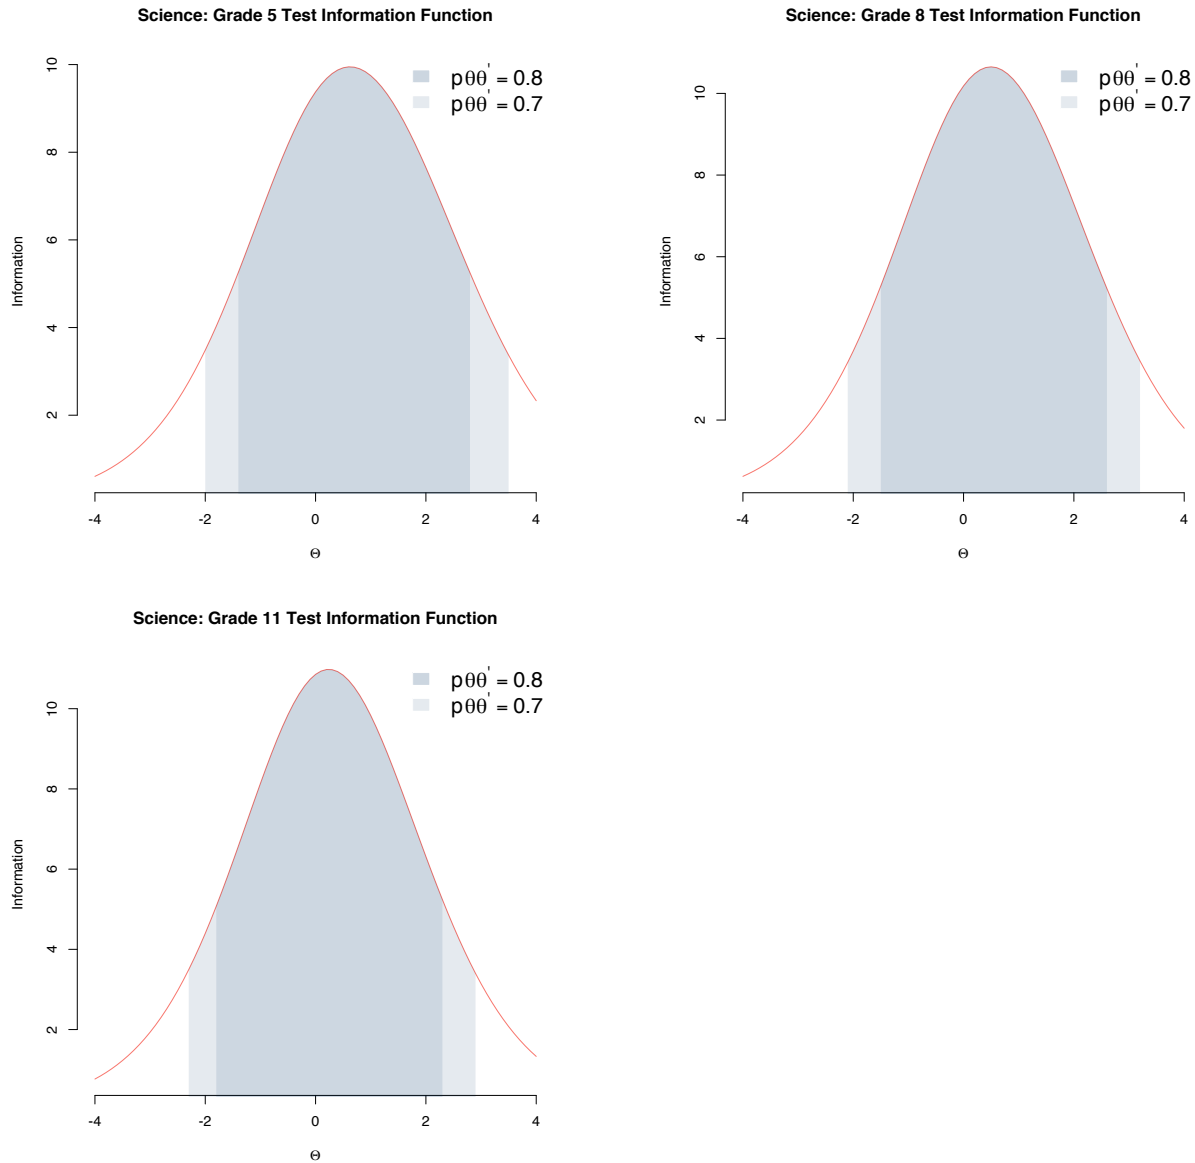 Science: Grade 5 Test Information Function
pθθ' = 0.8
pθθ' = 0.7
Information
10
8
6
4
2
-4 -2 0 2 4
Θ
Science: Grade 8 Test Information Function
pθθ' = 0.8
pθθ' = 0.7
Information
10
8
6
4
2
-4 -2 0 2 4
Θ
Science: Grade 11 Test Information Function
pθθ' = 0.8
pθθ' = 0.7
Information
10
8
6
4
2
-4 -2 0 2 4
Θ